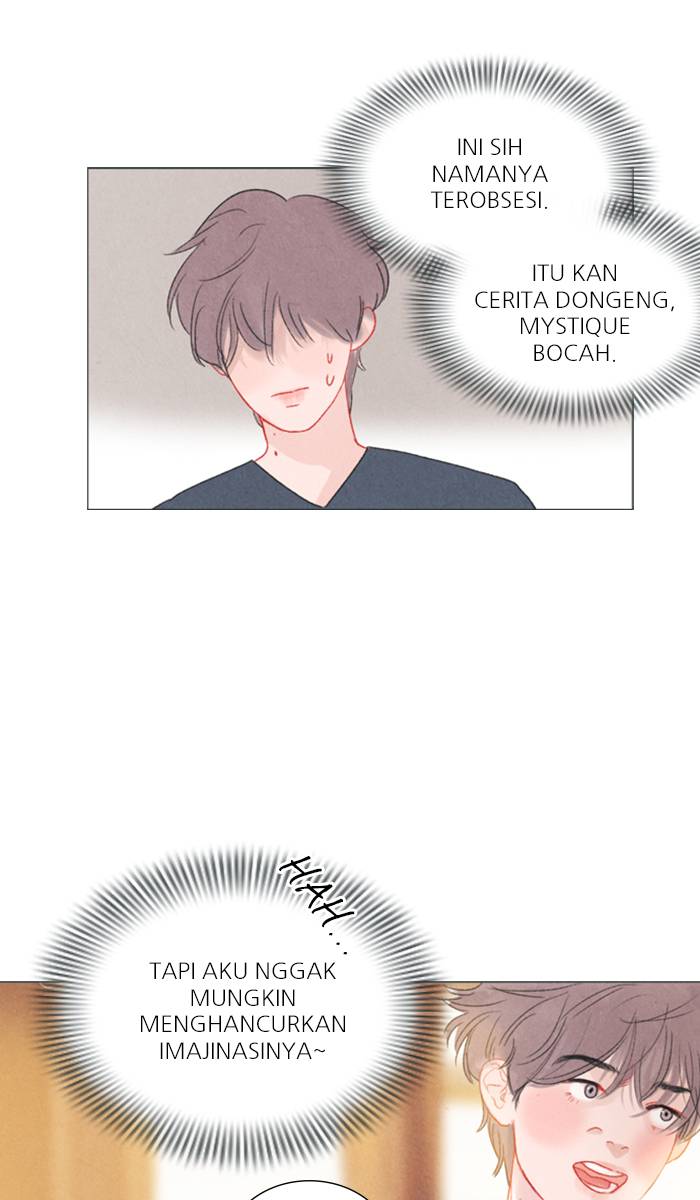 INI SIH
NAMANYA
TEROBSESI.
ITU KAN
CERITA DONGENG,
MYSTIQUE
BOCAH.
HAH....
TAPI AKU NGGAK
MUNGKIN
MENGHANCURKAN
IMAJINASINYA~